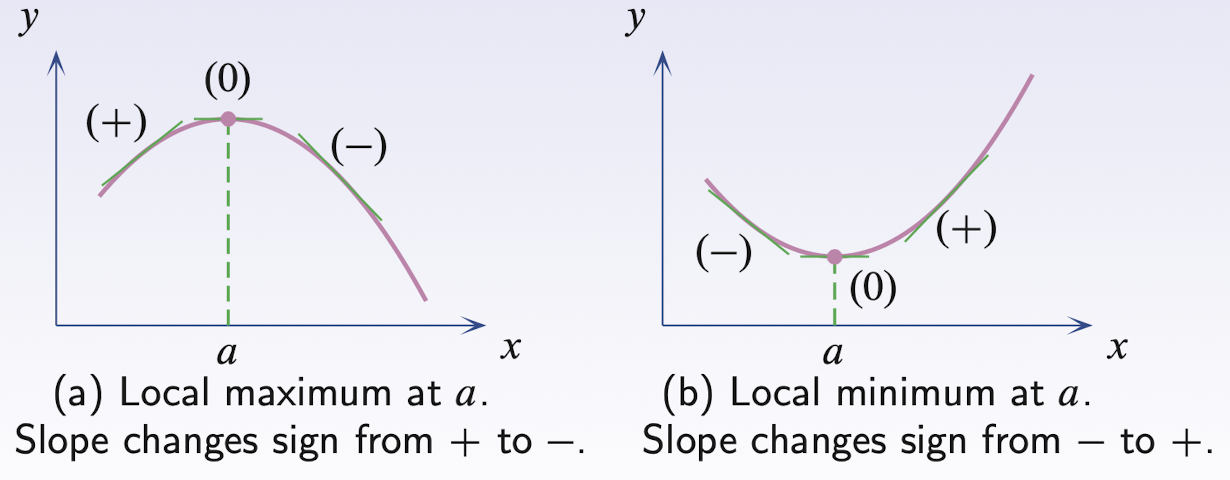 y
(+)
(0)
(−)
a
x
(a) Local maximum at a.
Slope changes sign from + to −.
y
(−)
(0)
(+)
a
x
(b) Local minimum at a.
Slope changes sign from − to +.